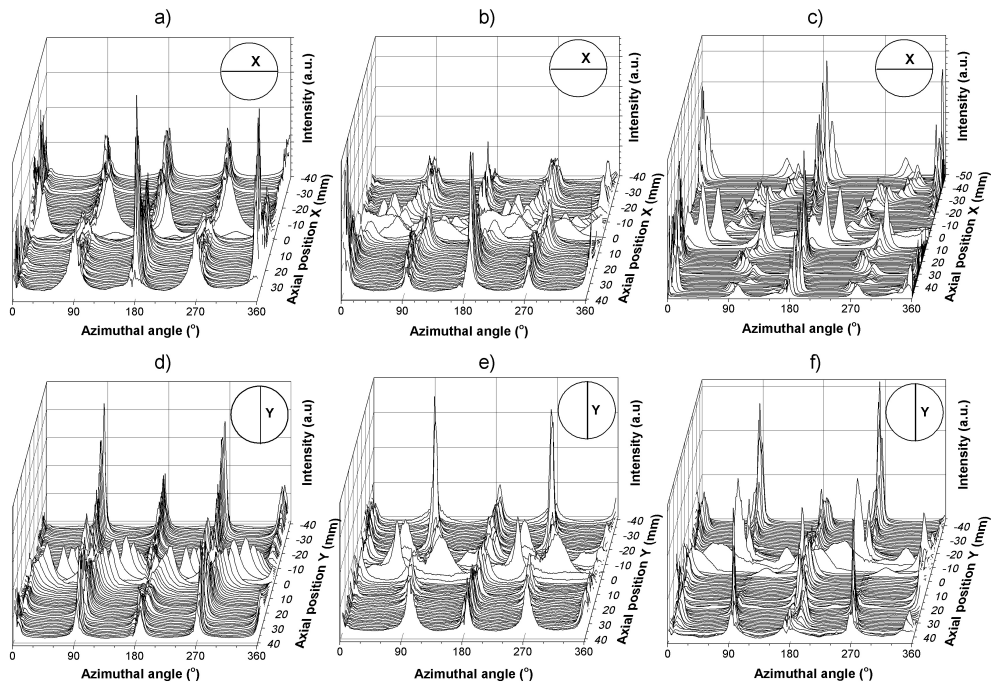 a)
b)
c)
X
X
X
Intensity (a.u.)
Intensity (a.u.)
Intensity (a.u.)
-40
-30
-20
-10
0
10
20
30
Axial position X (mm)
-40
-30
-20
-10
0
10
20
30
40
Axial position X (mm)
-50
-40
-30
-20
-10
0
10
20
30
40
Axial position X (mm)
0 90 180 270 360
0 90 180 270 360
0 90 180 270 360
Azimuthal angle (°)
Azimuthal angle (°)
Azimuthal angle (°)
d)
e)
f)
Y
Y
Y
Intensity (a.u)
Intensity (a.u)
Intensity (a.u.)
-40
-30
-20
-10
0
10
20
30
40
Axial position Y (mm)
-40
-30
-20
-10
0
10
20
30
40
Axial position Y (mm)
-40
-30
-20
-10
0
10
20
30
40
Axial position Y (mm)
0 90 180 270 360
0 90 180 270 360
0 90 180 270 360
Azimuthal angle (°)
Azimuthal angle (°)
Azimuthal angle (°)